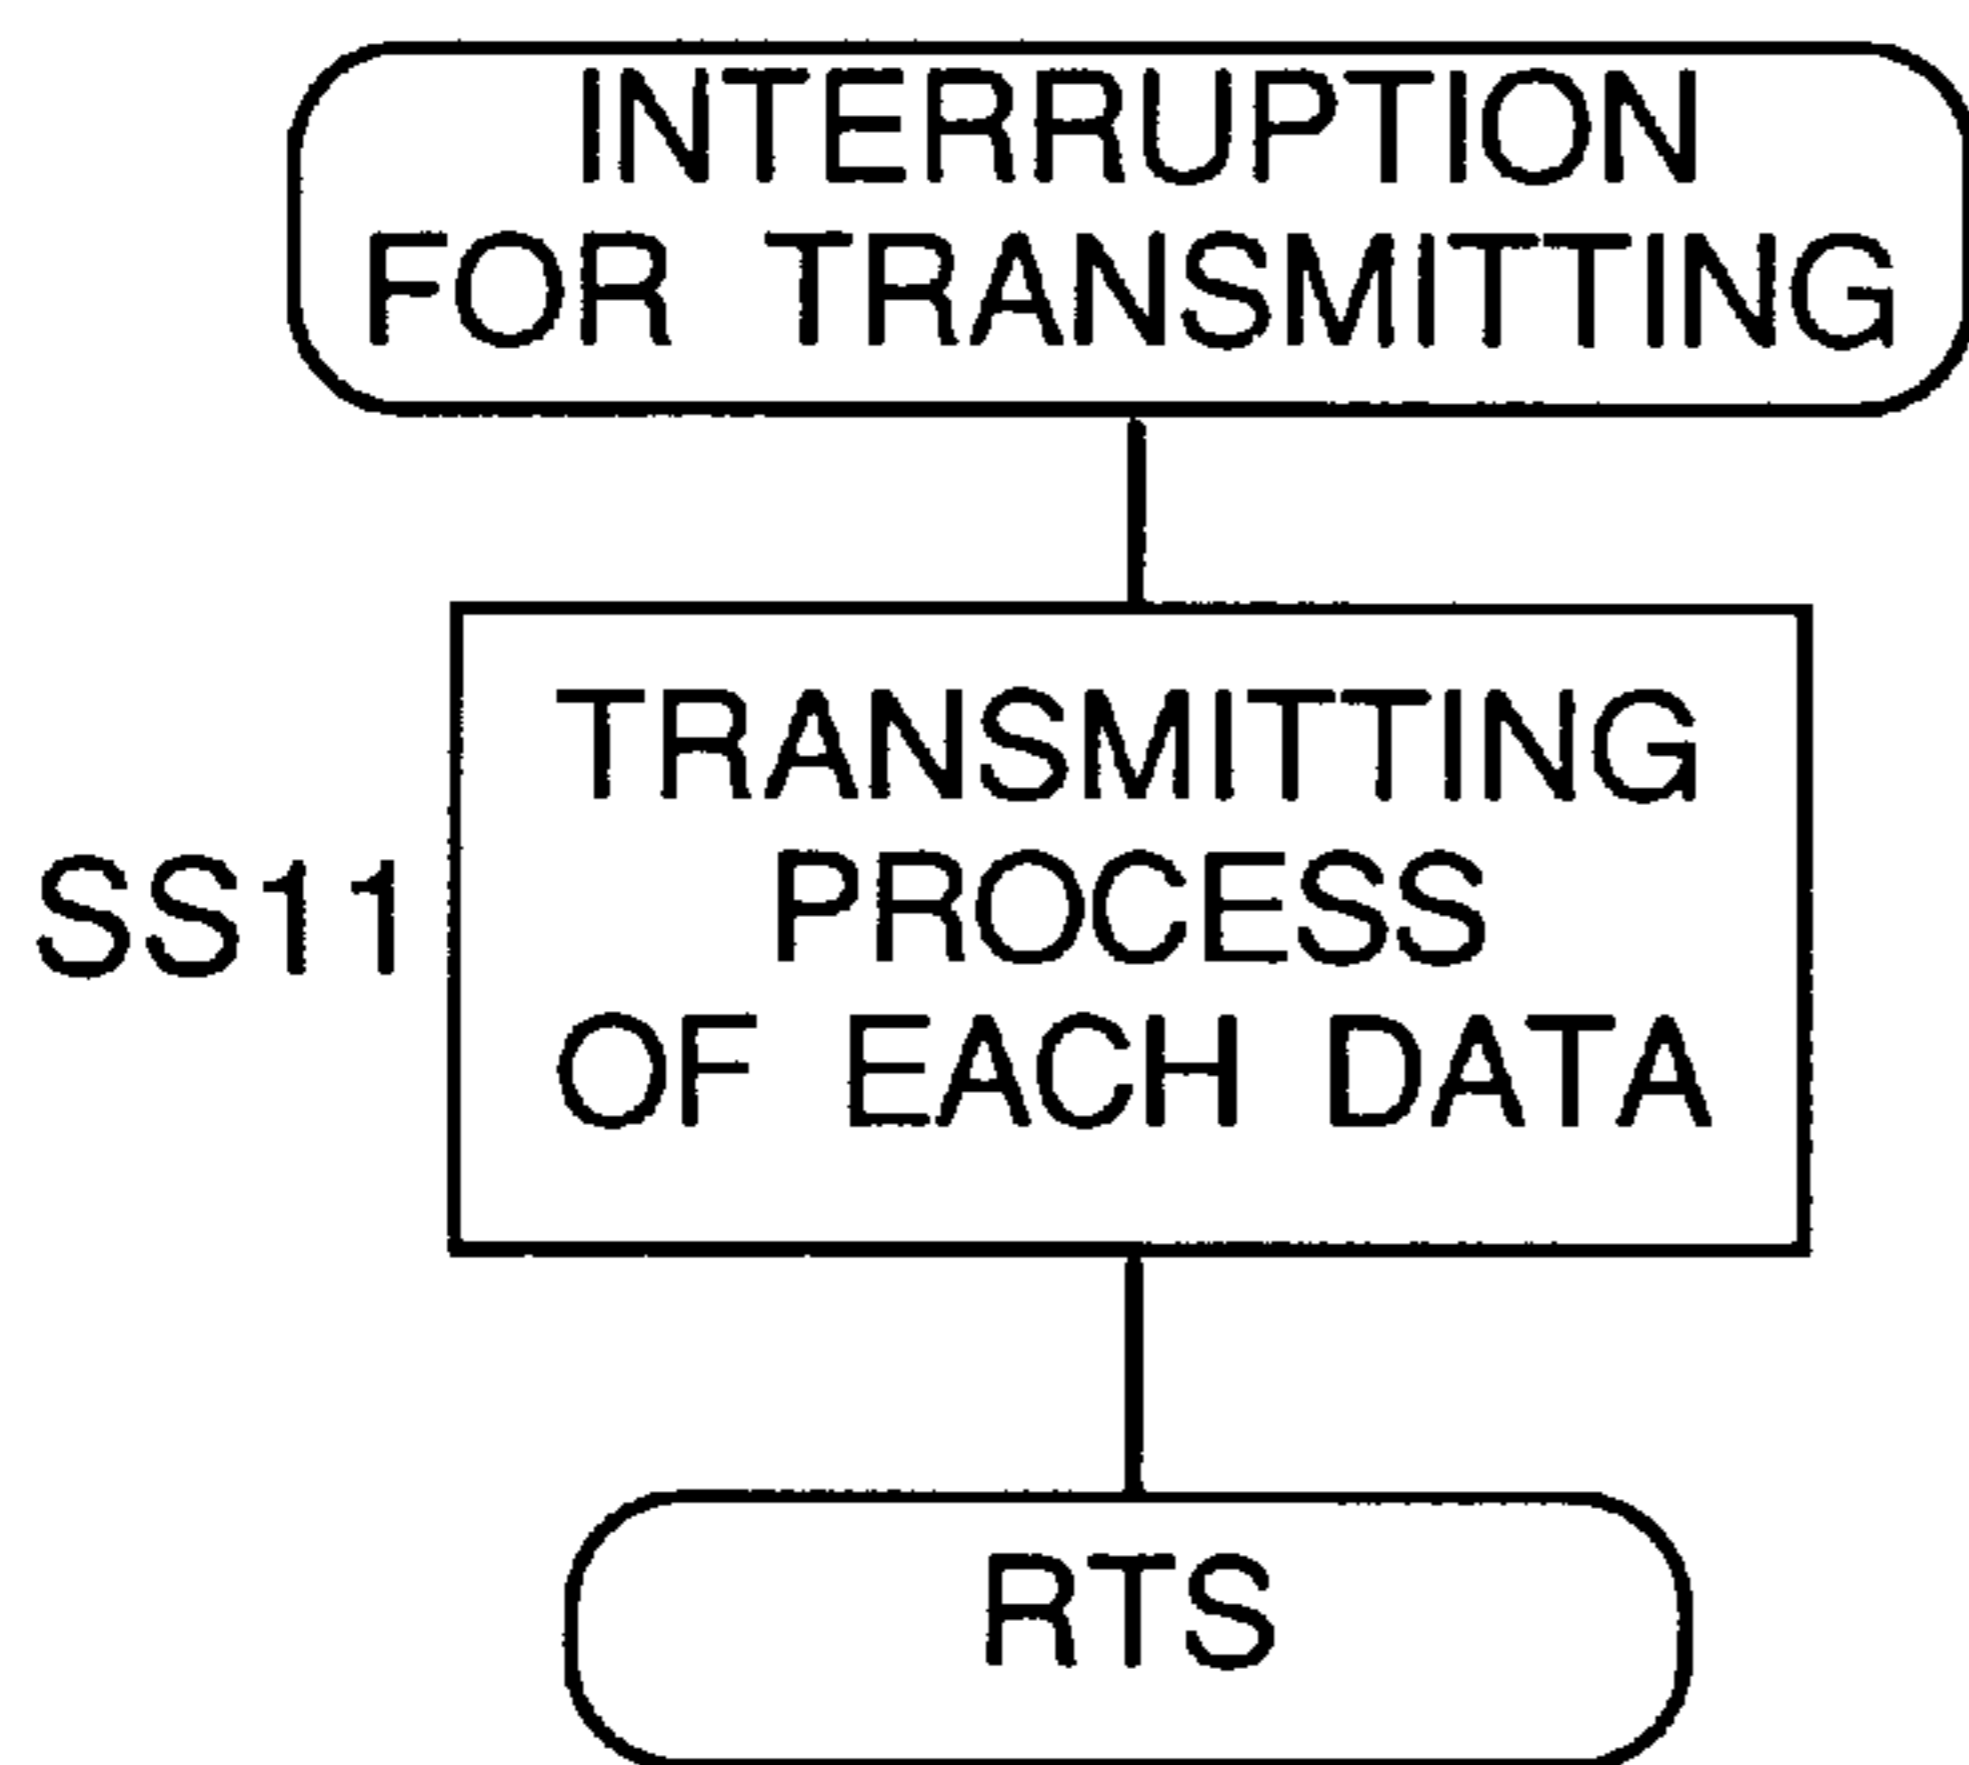 INTERRUPTION
FOR TRANSMITTING
TRANSMITTING
PROCESS
SS11
OF EACH DATA
RTS